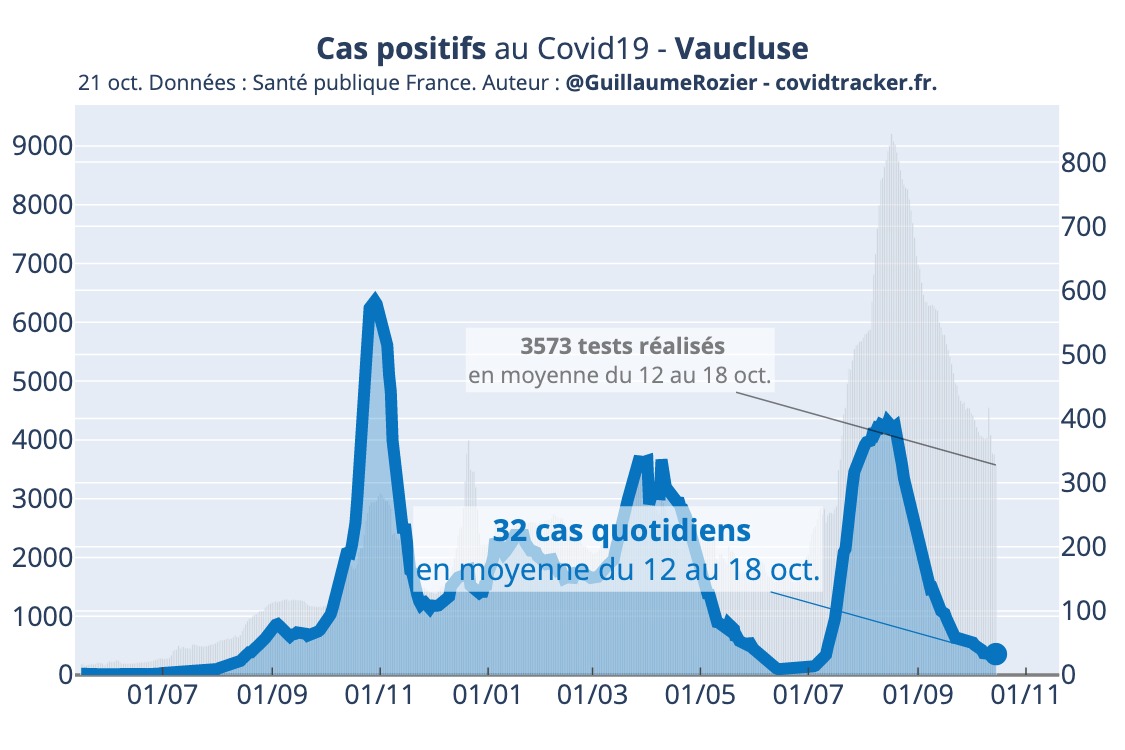 Cas positifs au Covid19 - Vaucluse
21 oct. Données : Santé publique France. Auteur : @GuillaumeRozier - covidtracker.fr.
9000
8000
7000
6000
5000
4000
3000
2000
1000
0
800
700
600
500
400
300
200
100
0
3573 tests réalisés
en moyenne du 12 au 18 oct.
32 cas quotidiens
en moyenne du 12 au 18 oct.
01/07 01/09 01/11 01/01 01/03 01/05 01/07 01/09 01/11